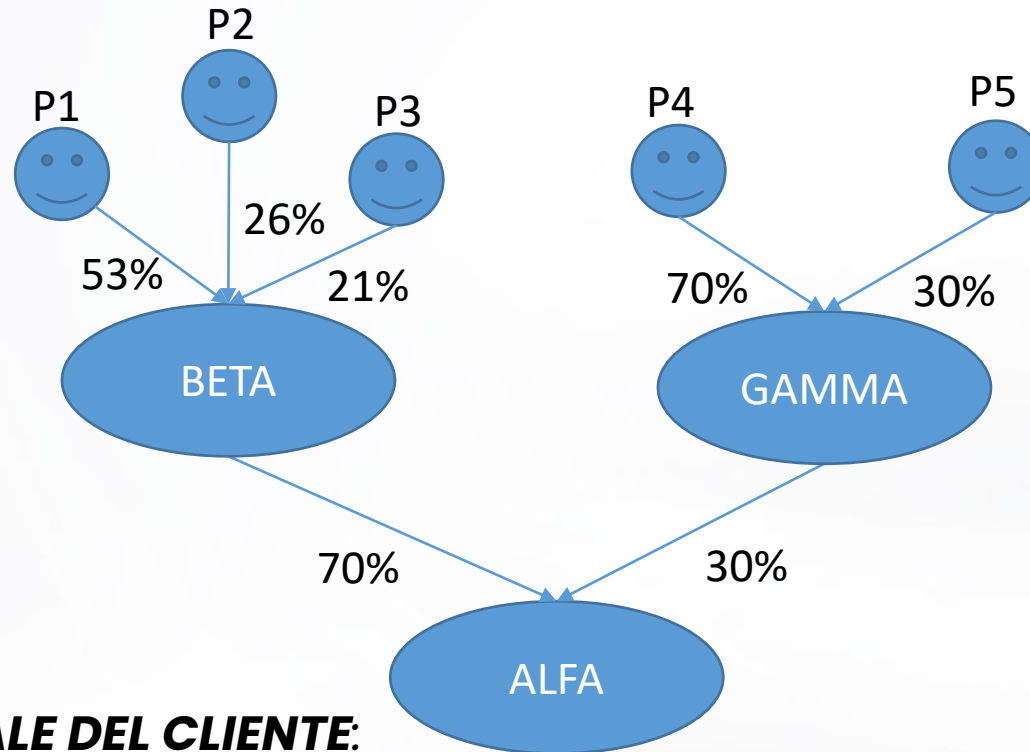 P2
P1
P3
P4
P5
26%
53%
21%
70%
30%
BETA
GAMMA
70%
30%
ALFA
ALE DEL CLIENTE: